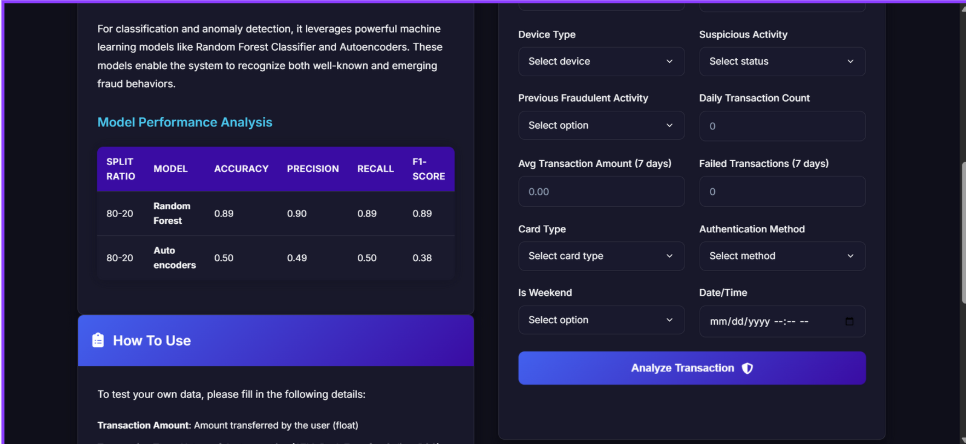 For classification and anomaly detection, it leverages powerful machine
learning models like Random Forest Classifier and Autoencoders. These
models enable the system to recognize both well-known and emerging
fraud behaviors.
Model Performance Analysis
SPLIT RATIO MODEL ACCURACY PRECISION RECALL F1-SCORE
80-20 Random Forest 0.89 0.90 0.89 0.89
80-20 Auto encoders 0.50 0.49 0.50 0.38
How To Use
To test your own data, please fill in the following details:
Transaction Amount: Amount transferred by the user (float)
Device Type Suspicious Activity
Select device Select status
Previous Fraudulent Activity Daily Transaction Count
Select option 0
Avg Transaction Amount (7 days) Failed Transactions (7 days)
0.00 0
Card Type Authentication Method
Select card type Select method
Is Weekend Date/Time
Select option mm/dd/yyyy --:-- --
Analyze Transaction